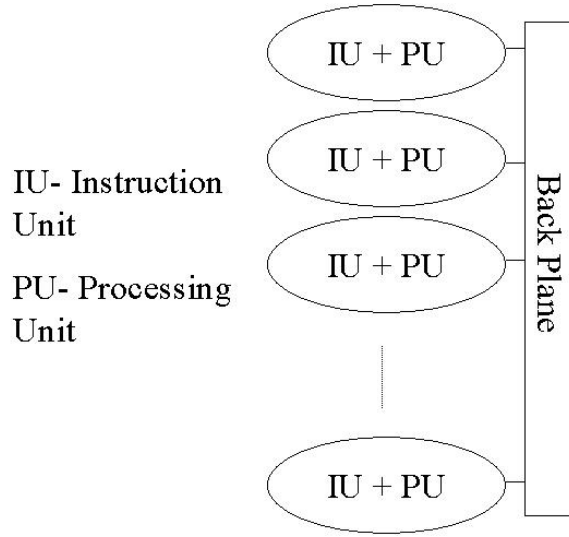 IU + PU
IU + PU
IU + PU
IU + PU
IU- Instruction
Unit
PU- Processing
Unit
Back Plane